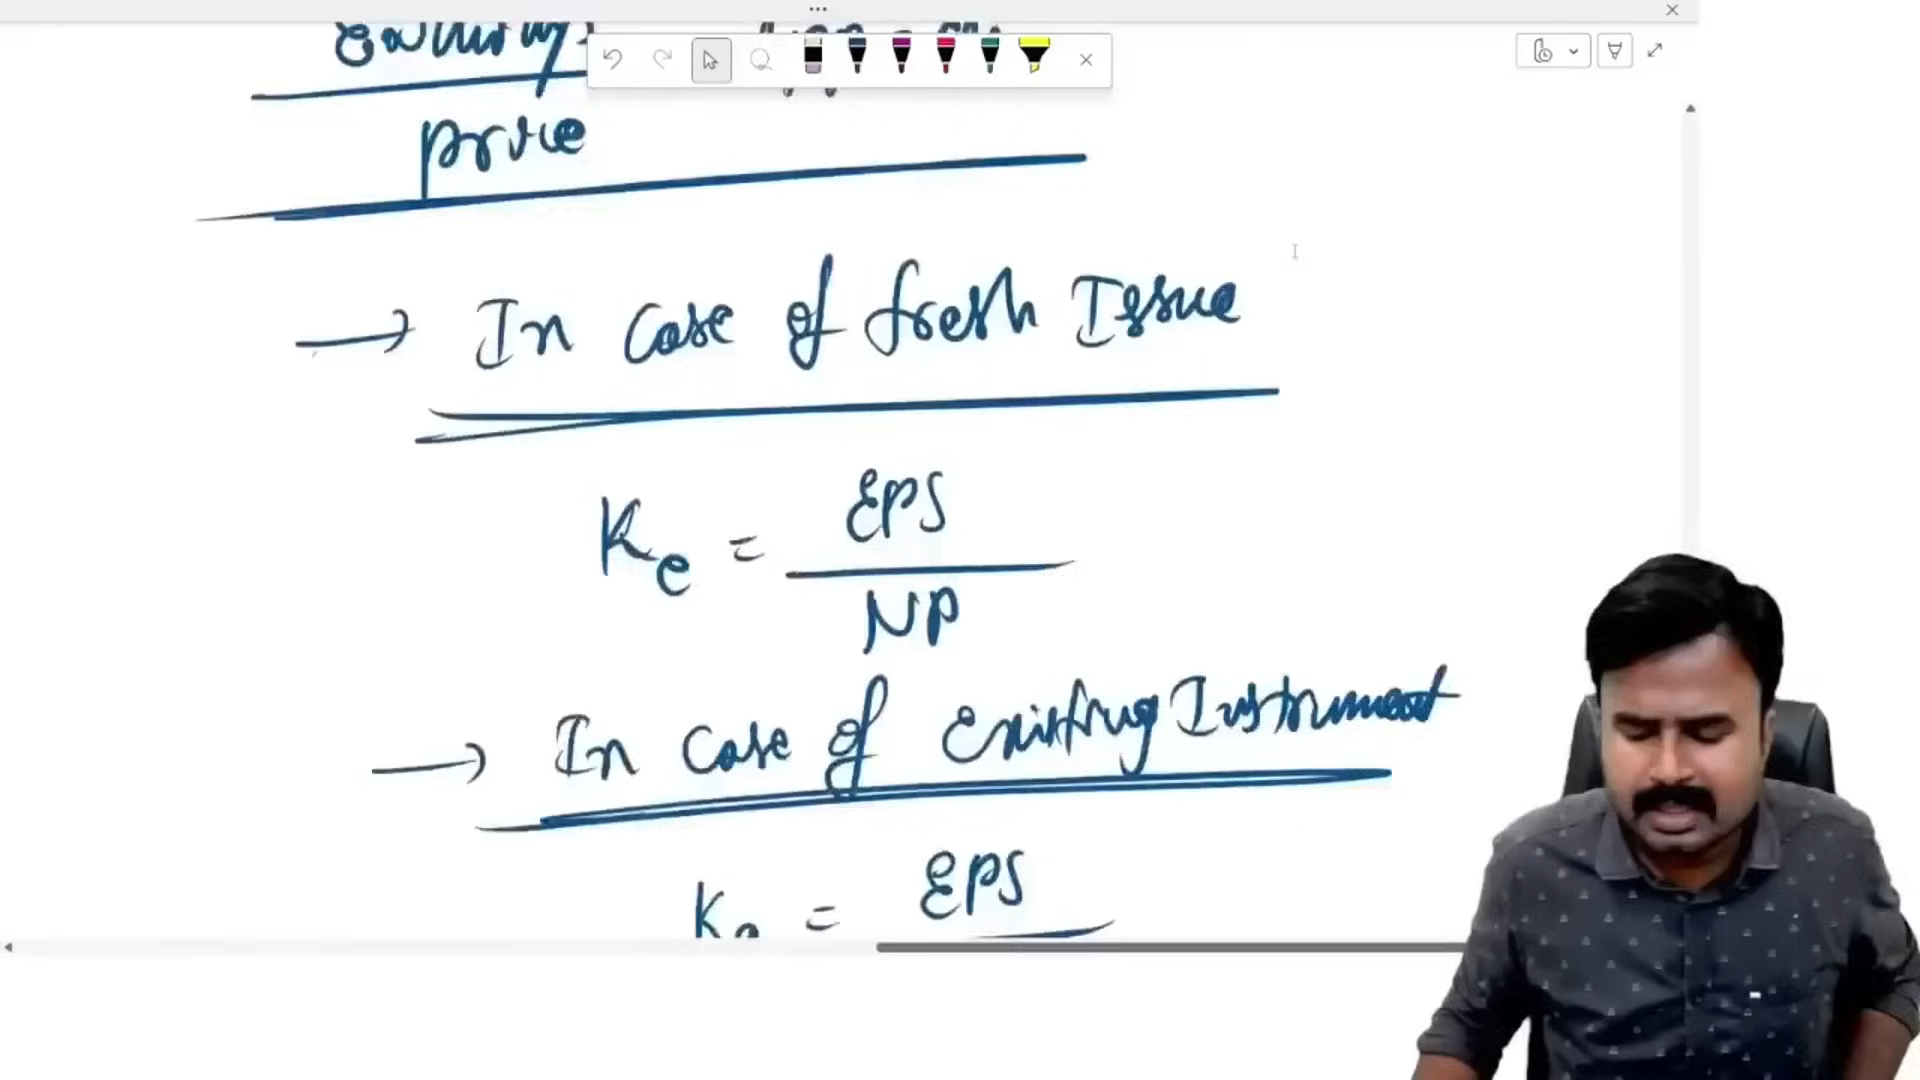 price
→ In Case of fresh Issue
Ke = EPS
NP
→ In Case of Existing Instrument
Ke = EPS